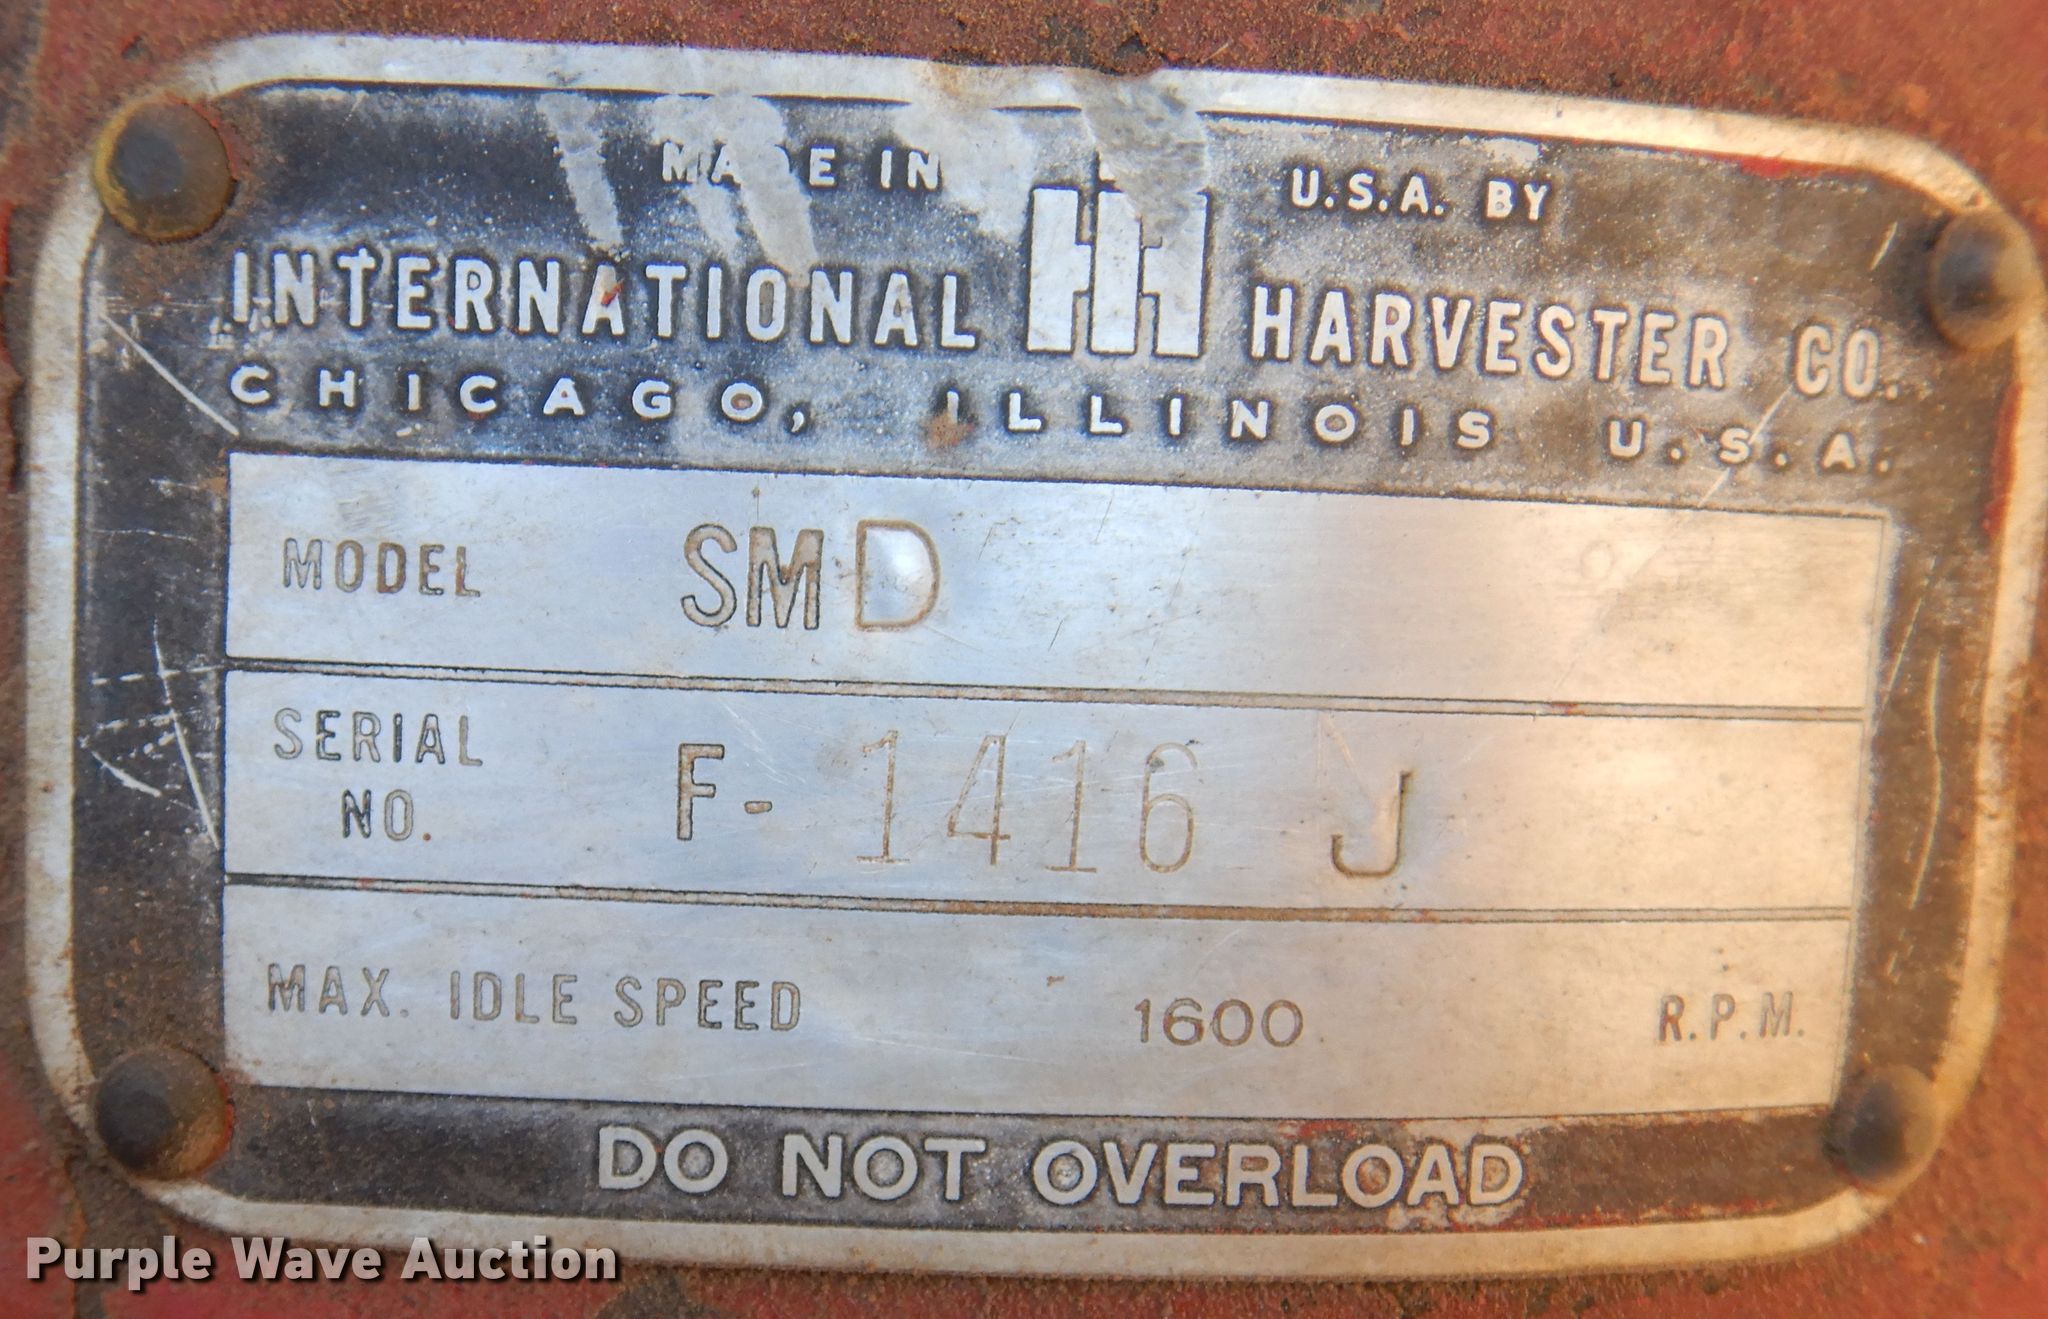 MADE IN U.S.A. BY
INTERNATIONAL IH HARVESTER CO.
CHICAGO, ILLINOIS U.S.A.
MODEL SMD
SERIAL NO. F-1416 J
MAX. IDLE SPEED 1600 R.P.M.
DO NOT OVERLOAD
Purple Wave Auction